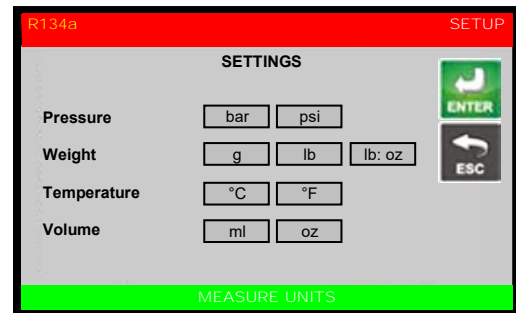 R134a SETUP
SETTINGS
ENTER
Pressure bar psi
Weight g lb lb: oz
ESC
Temperature °C °F
Volume ml oz
MEASURE UNITS